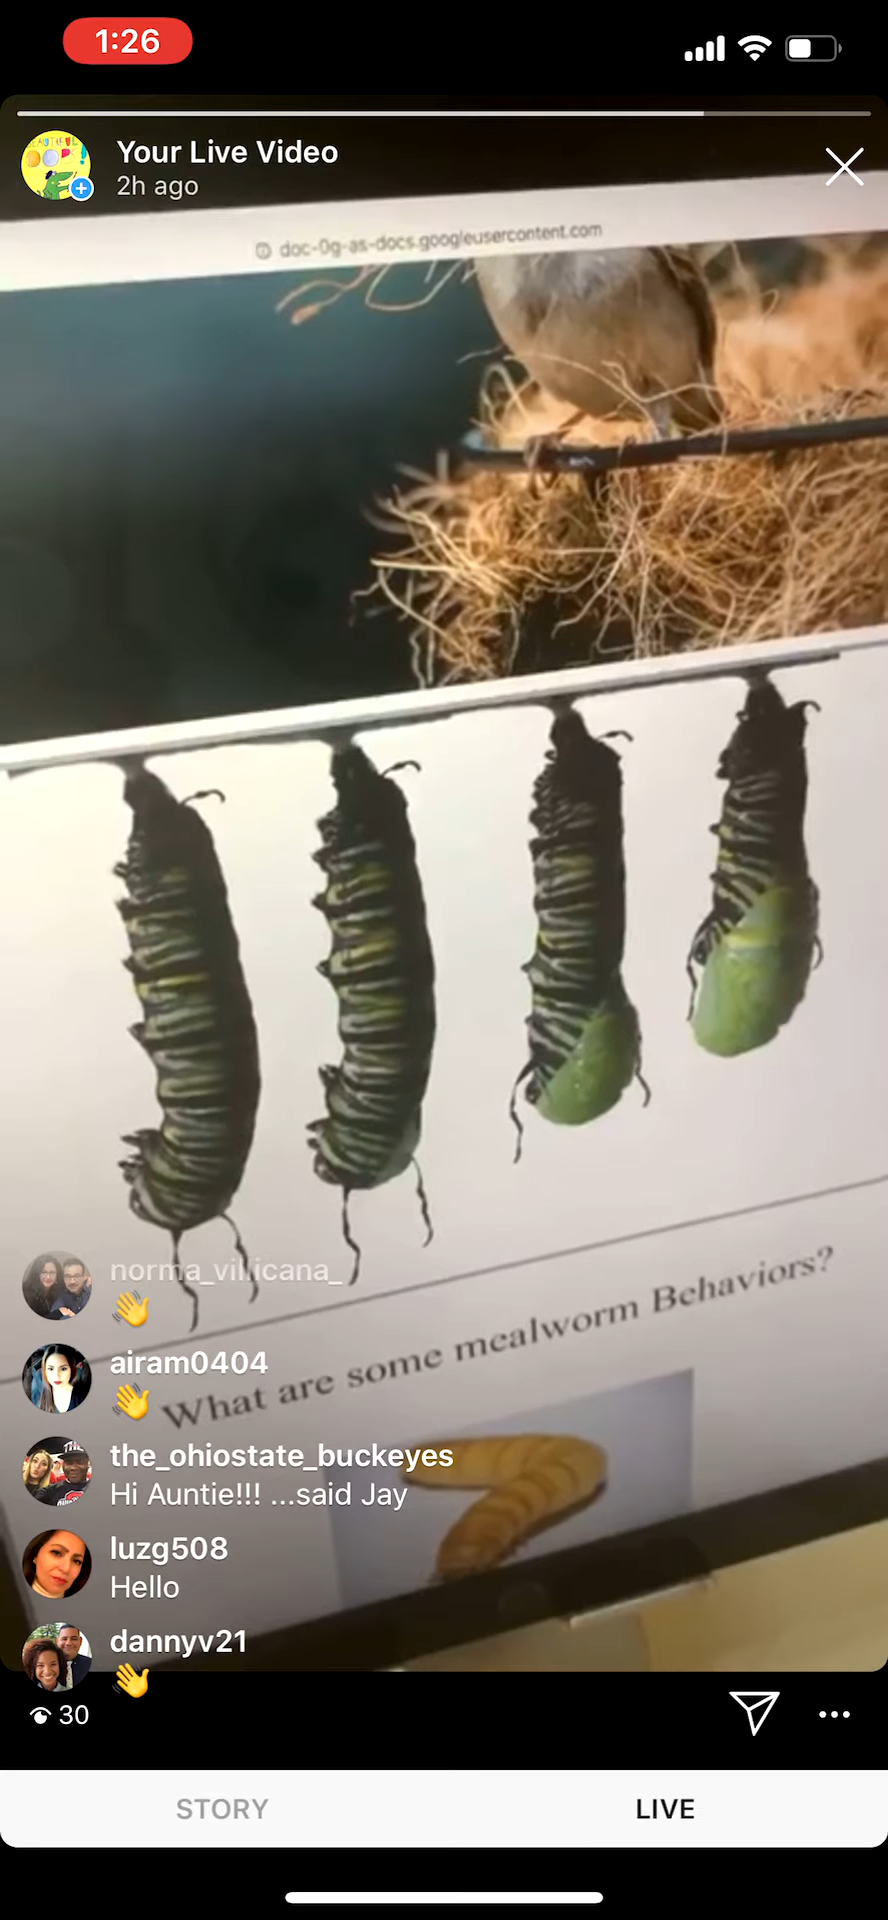 1:26
Your Live Video
2h ago
doc-0g-as-docs.googleusercontent.com
norma_villicana_
👋
airam0404
👋
What are some mealworm Behaviors?
the_ohiostate_buckeyes
Hi Auntie!!! ...said Jay
luzg508
Hello
dannyv21
👋
30
STORY
LIVE